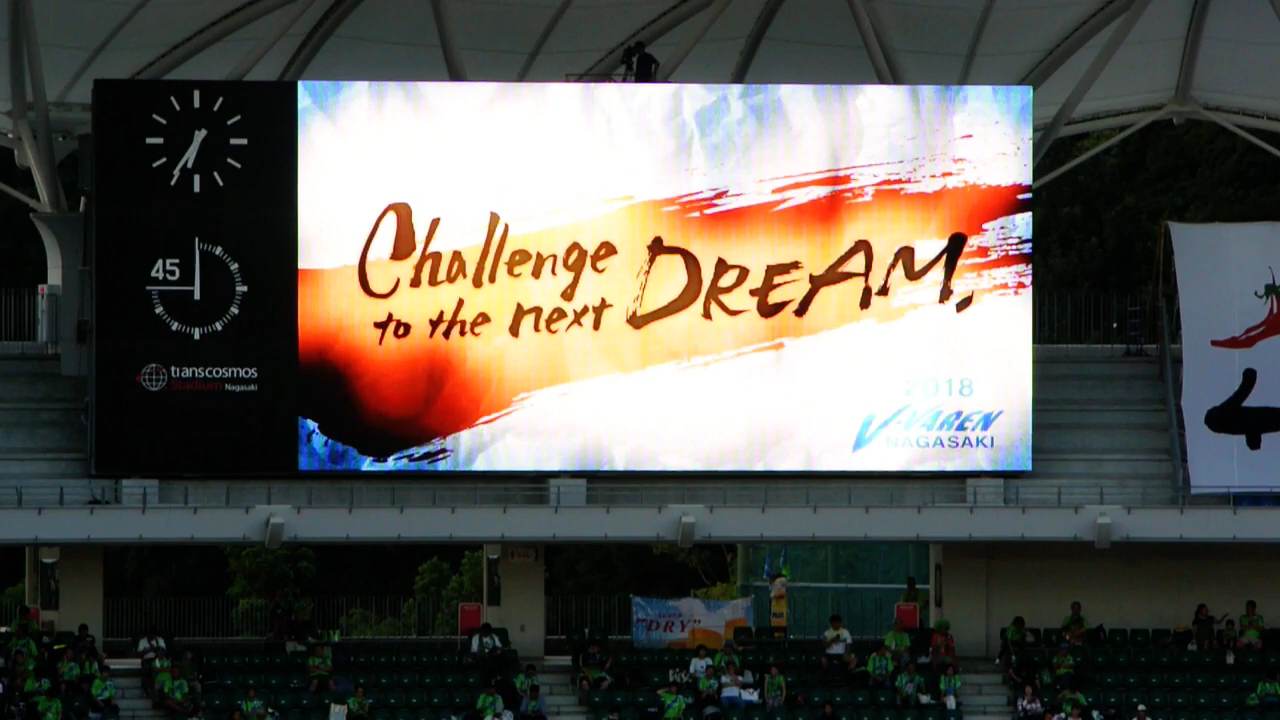 45
transcosmos
Stadium Nagasaki
Challenge
to the next DREAM.
2018
V·VAREN
NAGASAKI
"DRY"